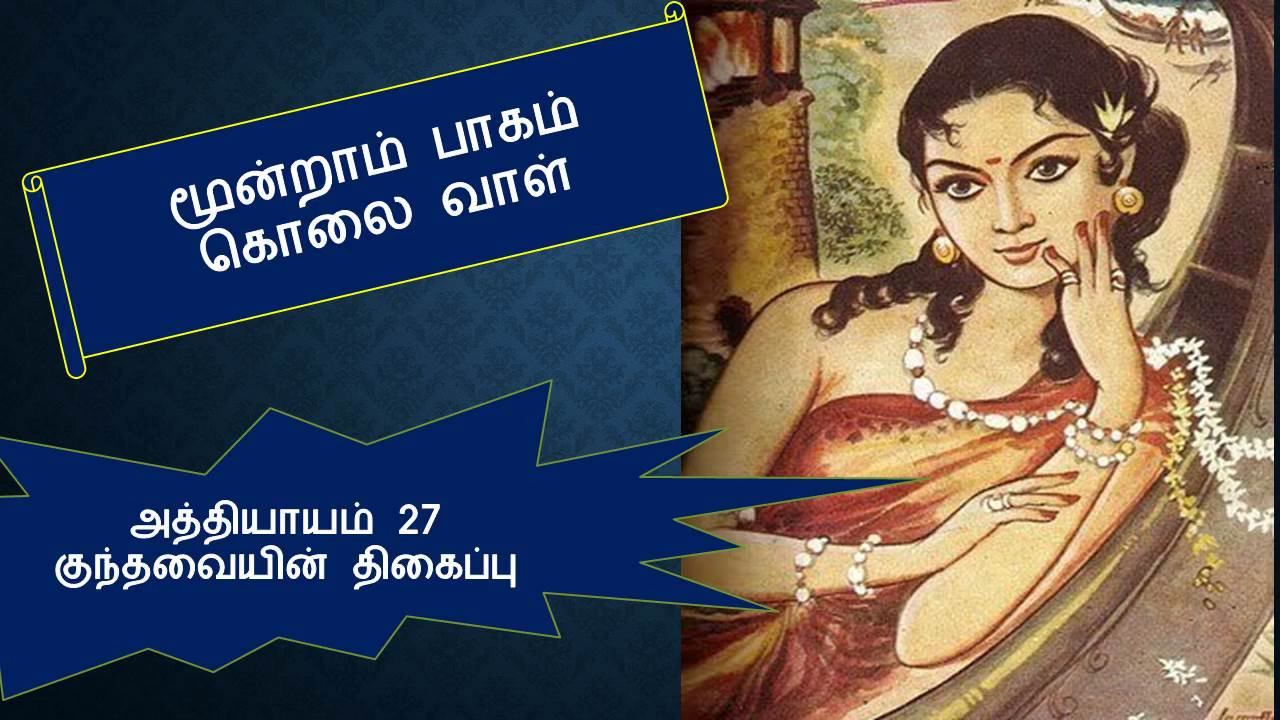 மூன்றாம் பாகம்
கொலை வாள்
அத்தியாயம் 27
குந்தவையின் திகைப்பு